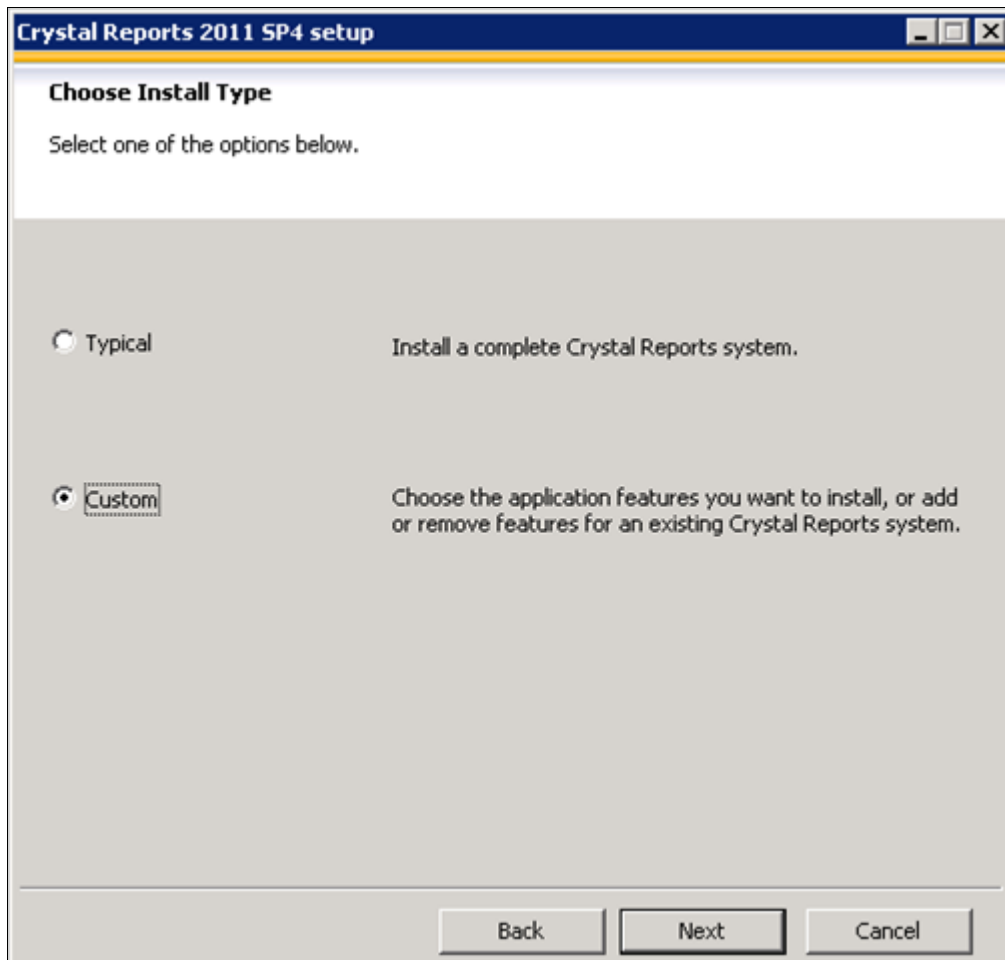 Crystal Reports 2011 SP4 setup
Choose Install Type
Select one of the options below.
Typical
Install a complete Crystal Reports system.
Custom
Choose the application features you want to install, or add
or remove features for an existing Crystal Reports system.
Back
Next
Cancel